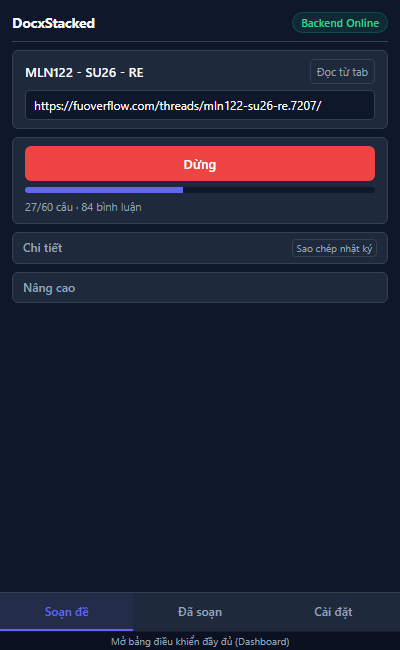 DocxStacked
Backend Online
MLN122 - SU26 - RE
Đọc từ tab
https://fuoverflow.com/threads/mln122-su26-re.7207/
Dừng
27/60 câu · 84 bình luận
Chi tiết
Sao chép nhật ký
Nâng cao
Soạn đề
Đã soạn
Cài đặt
Mở bảng điều khiển đầy đủ (Dashboard)